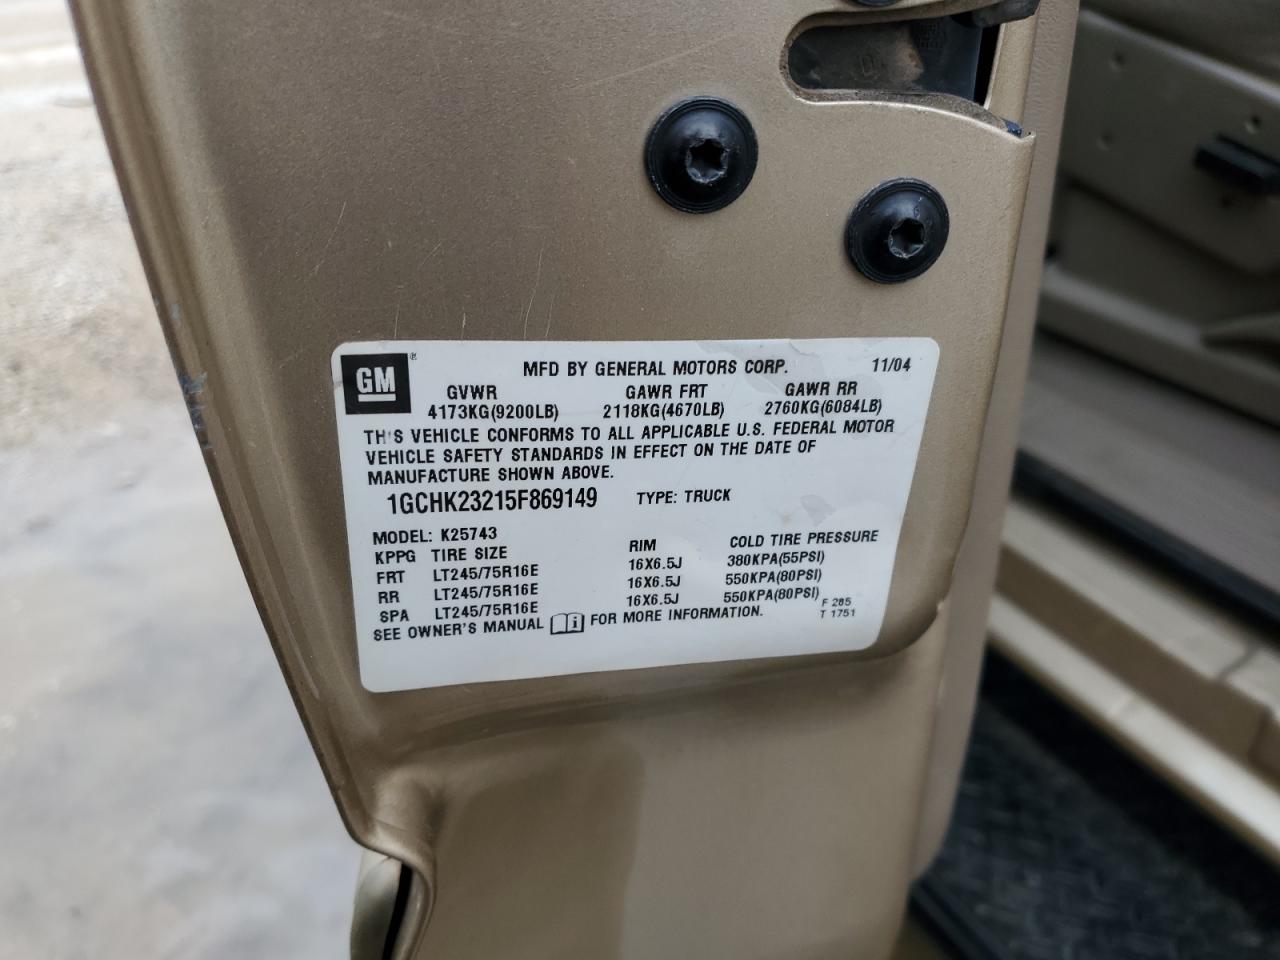 GM ®
MFD BY GENERAL MOTORS CORP. 11/04
GVWR GAWR FRT GAWR RR
4173KG(9200LB) 2118KG(4670LB) 2760KG(6084LB)
THIS VEHICLE CONFORMS TO ALL APPLICABLE U.S. FEDERAL MOTOR
VEHICLE SAFETY STANDARDS IN EFFECT ON THE DATE OF
MANUFACTURE SHOWN ABOVE.
1GCHK23215F869149 TYPE: TRUCK
MODEL: K25743
KPPG TIRE SIZE RIM COLD TIRE PRESSURE
FRT LT245/75R16E 16X6.5J 380KPA(55PSI)
RR LT245/75R16E 16X6.5J 550KPA(80PSI)
SPA LT245/75R16E 16X6.5J 550KPA(80PSI)
SEE OWNER'S MANUAL i FOR MORE INFORMATION. F 285
T 1751